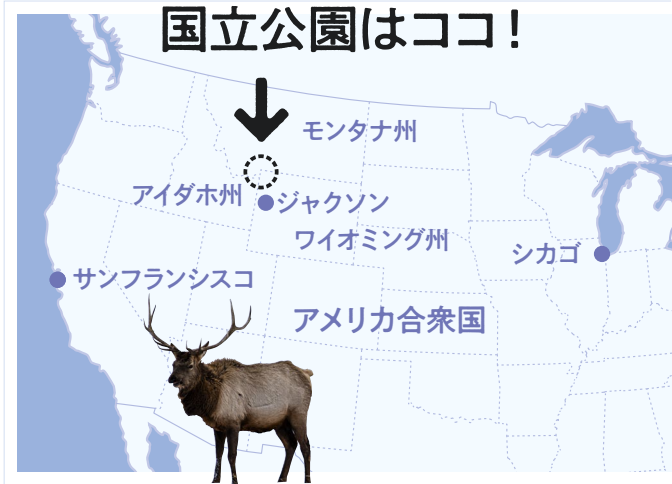 国立公園はココ！
モンタナ州
アイダホ州
ジャクソン
ワイオミング州
シカゴ
サンフランシスコ
アメリカ合衆国